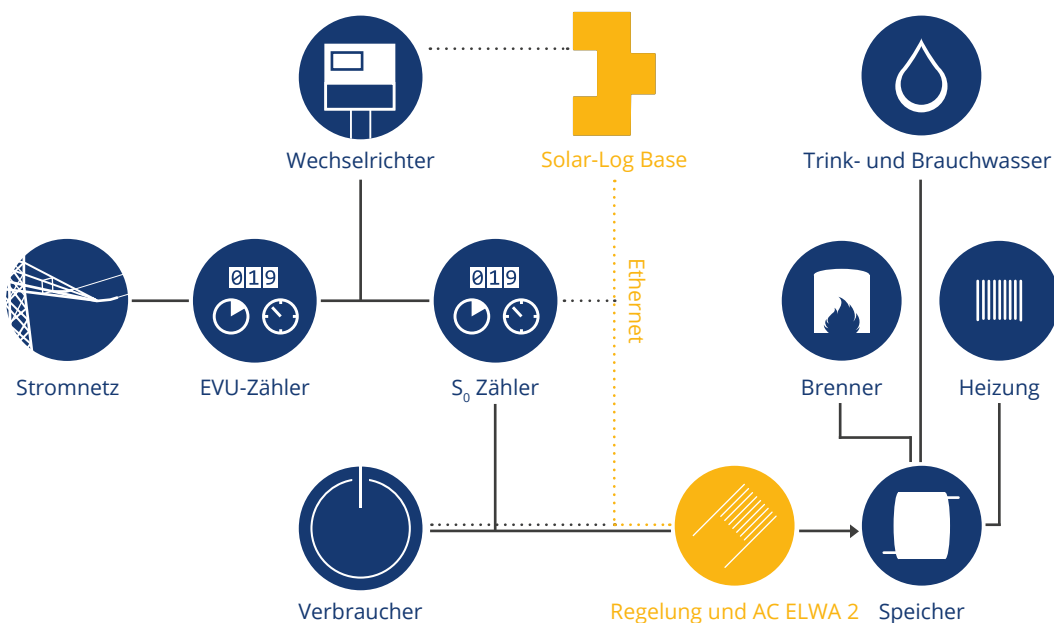 Wechselrichter
Solar-Log Base
Trink- und Brauchwasser
019
019
Ethernet
Stromnetz
EVU-Zähler
S₀ Zähler
Brenner
Heizung
Verbraucher
Regelung und AC ELWA 2
Speicher